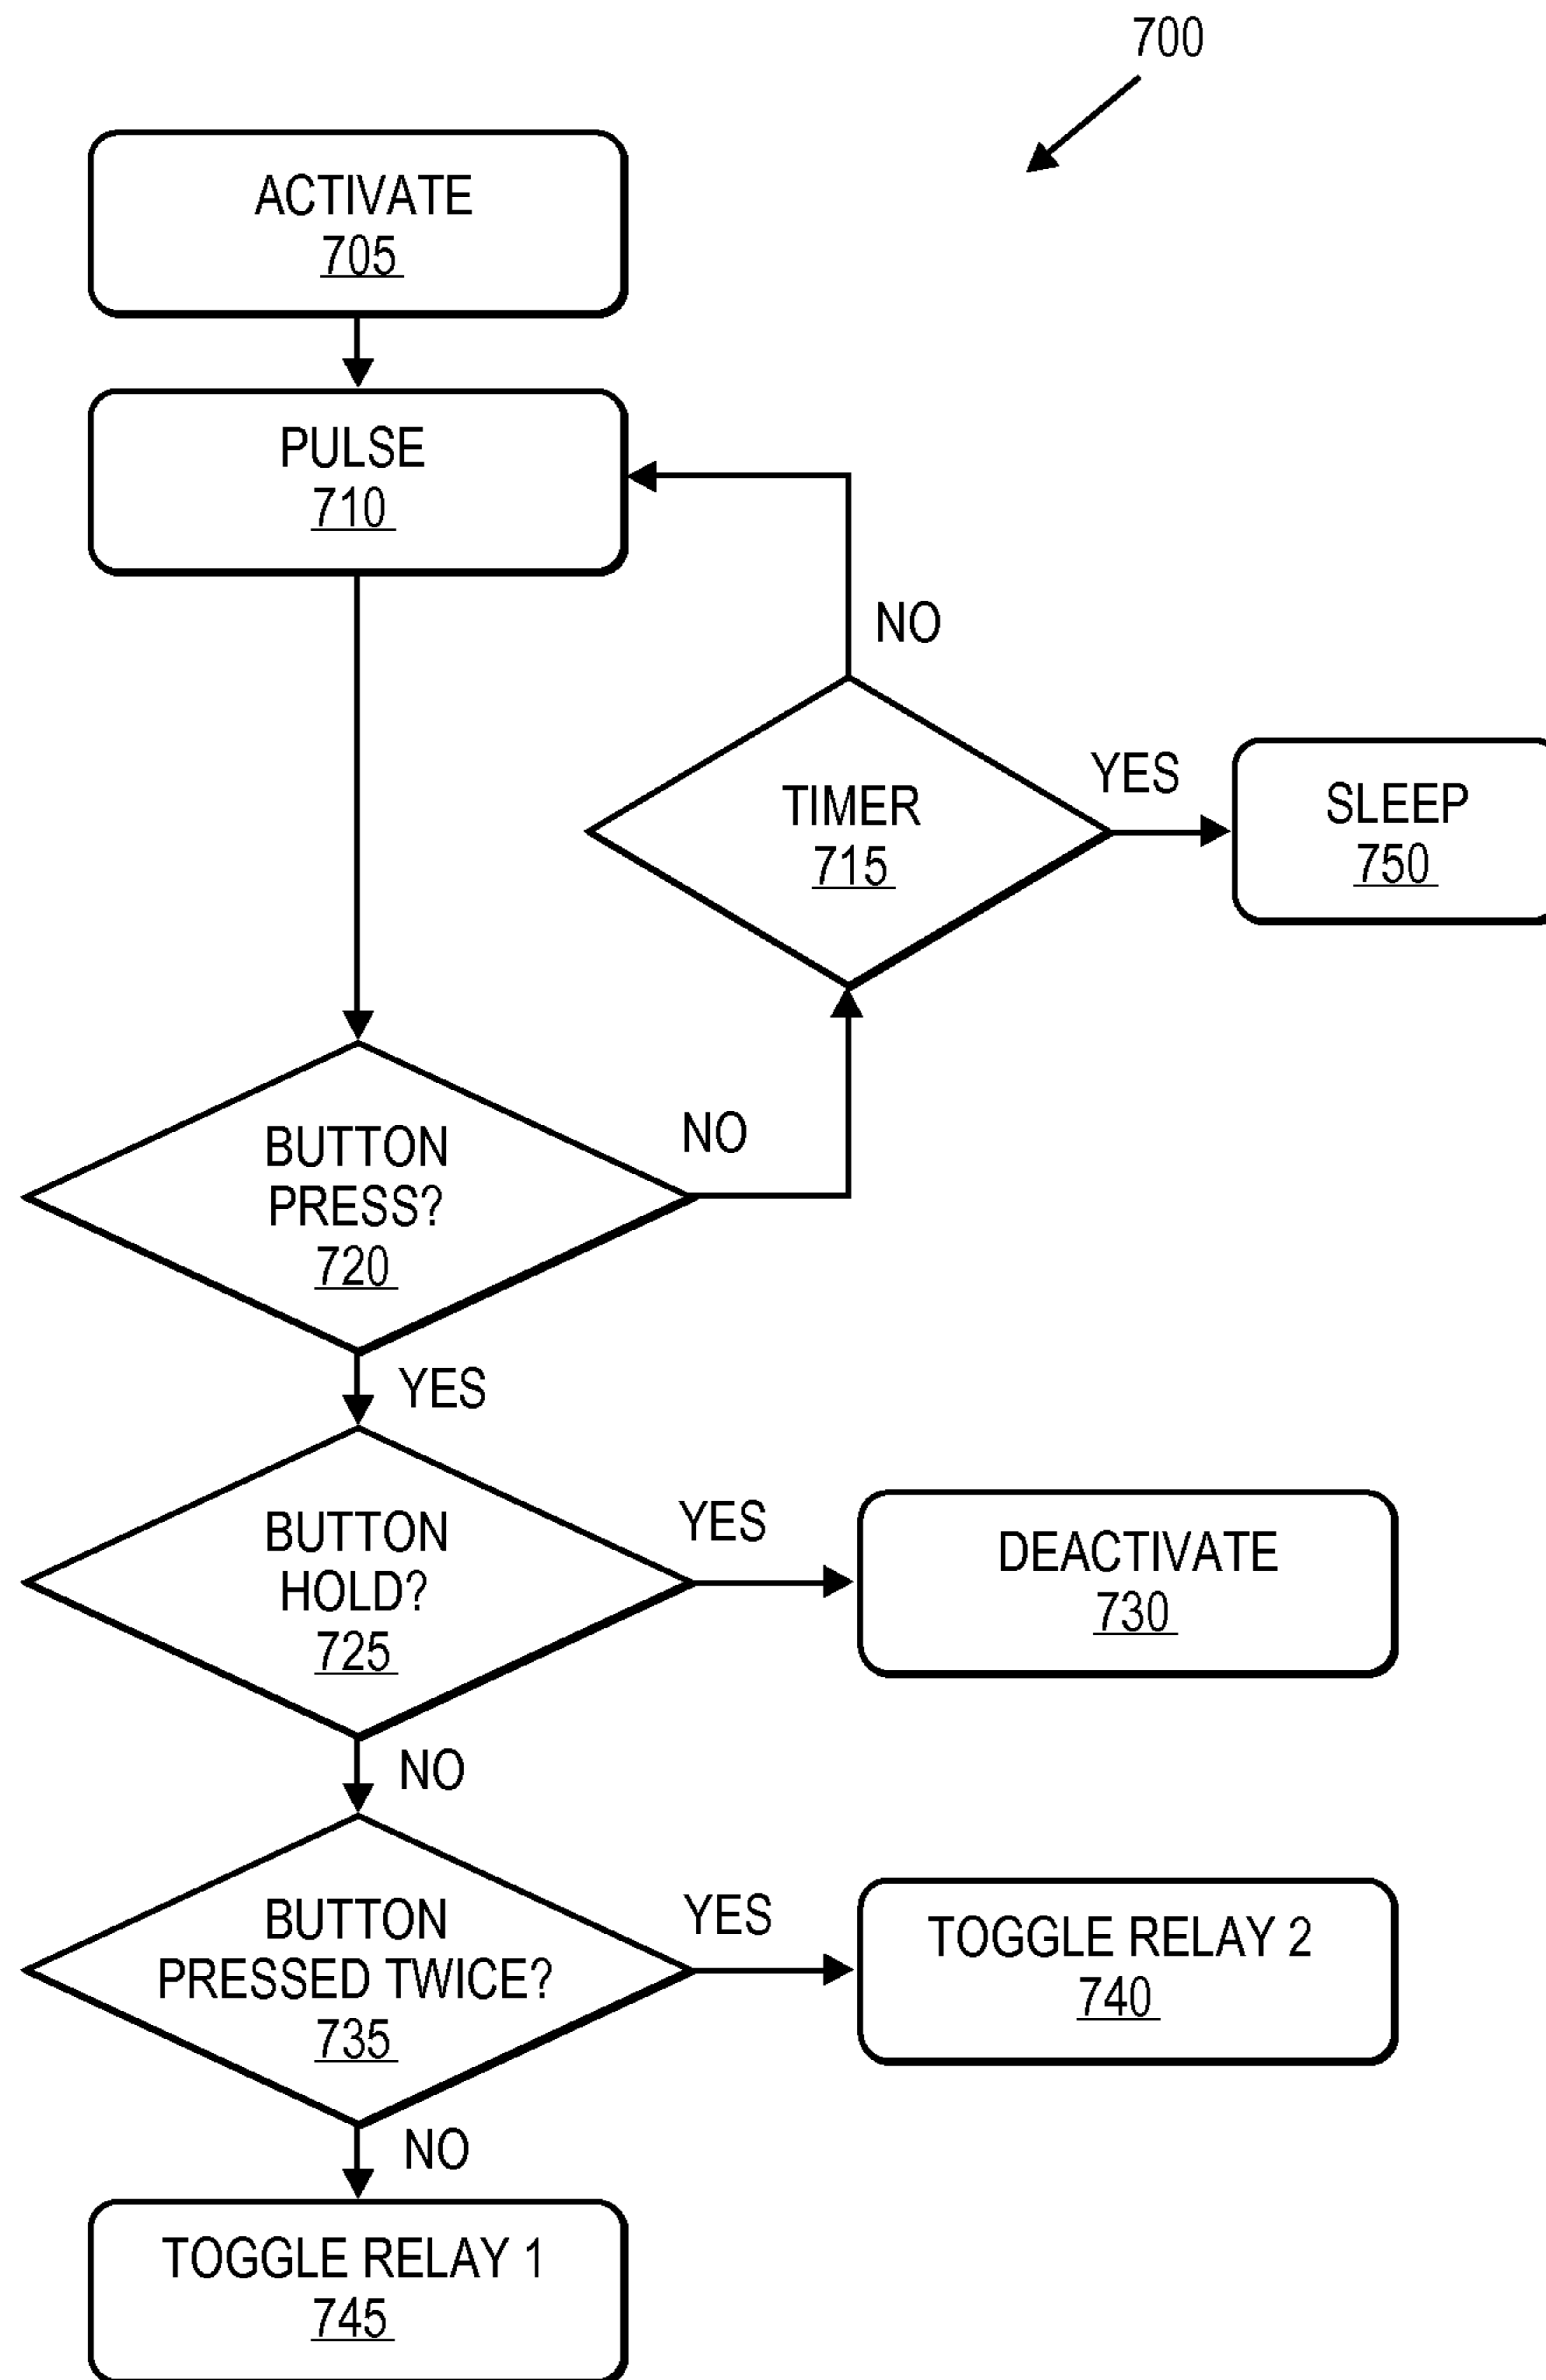 700
ACTIVATE
705
PULSE
710
NO
TIMER
715
YES
SLEEP
750
BUTTON
PRESS?
720
NO
YES
BUTTON
HOLD?
725
YES
DEACTIVATE
730
NO
BUTTON
PRESSED TWICE?
735
YES
TOGGLE RELAY 2
740
NO
TOGGLE RELAY 1
745